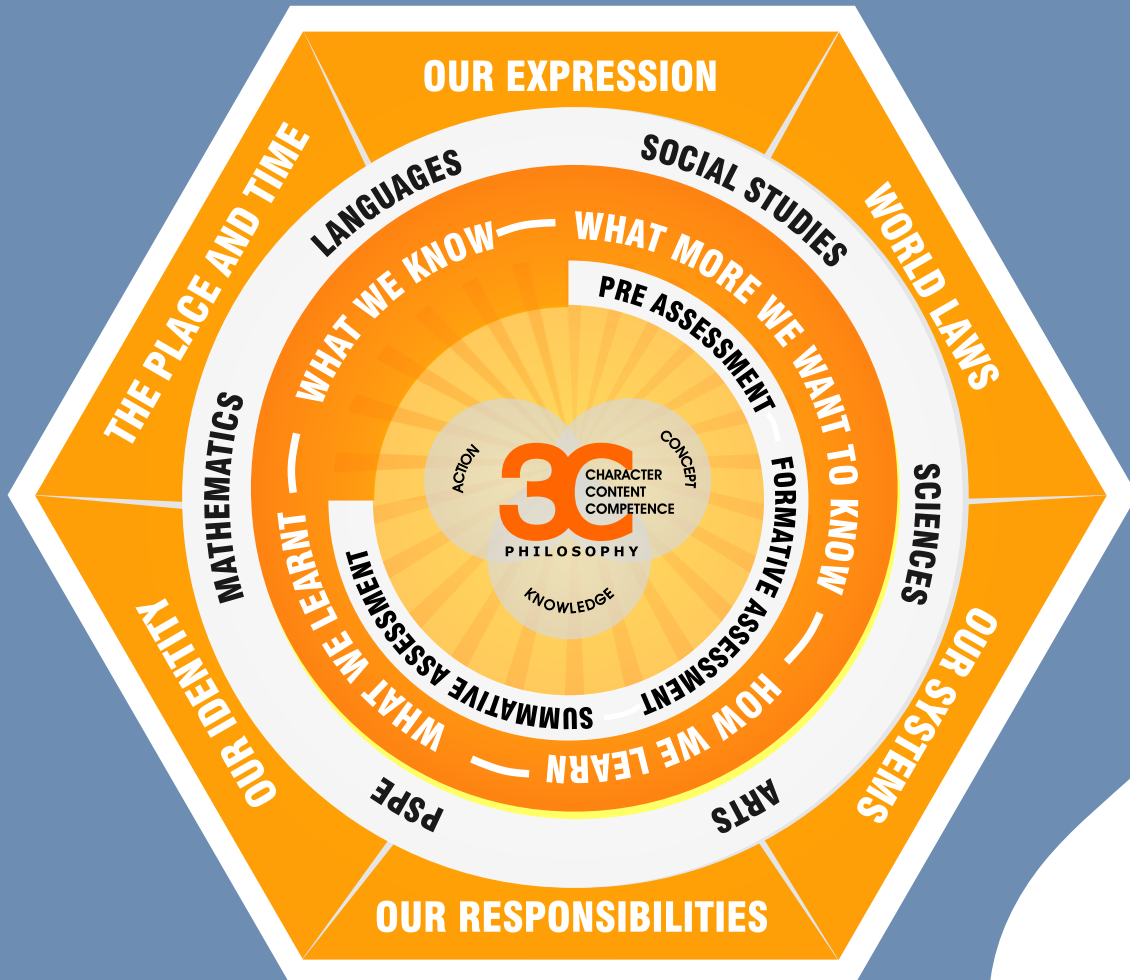 OUR EXPRESSION
WORLD LAWS
OUR SYSTEMS
OUR RESPONSIBILITIES
OUR IDENTITY
THE PLACE AND TIME
LANGUAGES
SOCIAL STUDIES
SCIENCES
ARTS
PSPE
MATHEMATICS
WHAT WE KNOW
WHAT MORE WE WANT TO KNOW
HOW WE LEARN
WHAT WE LEARNT
PRE ASSESSMENT
FORMATIVE ASSESSMENT
SUMMATIVE ASSESSMENT
ACTION
CONCEPT
3C
CHARACTER
CONTENT
COMPETENCE
PHILOSOPHY
KNOWLEDGE